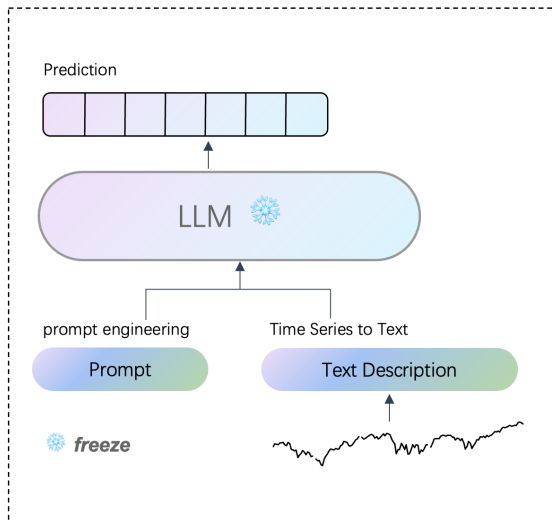 Prediction
LLM
prompt engineering
Time Series to Text
Prompt
Text Description
freeze